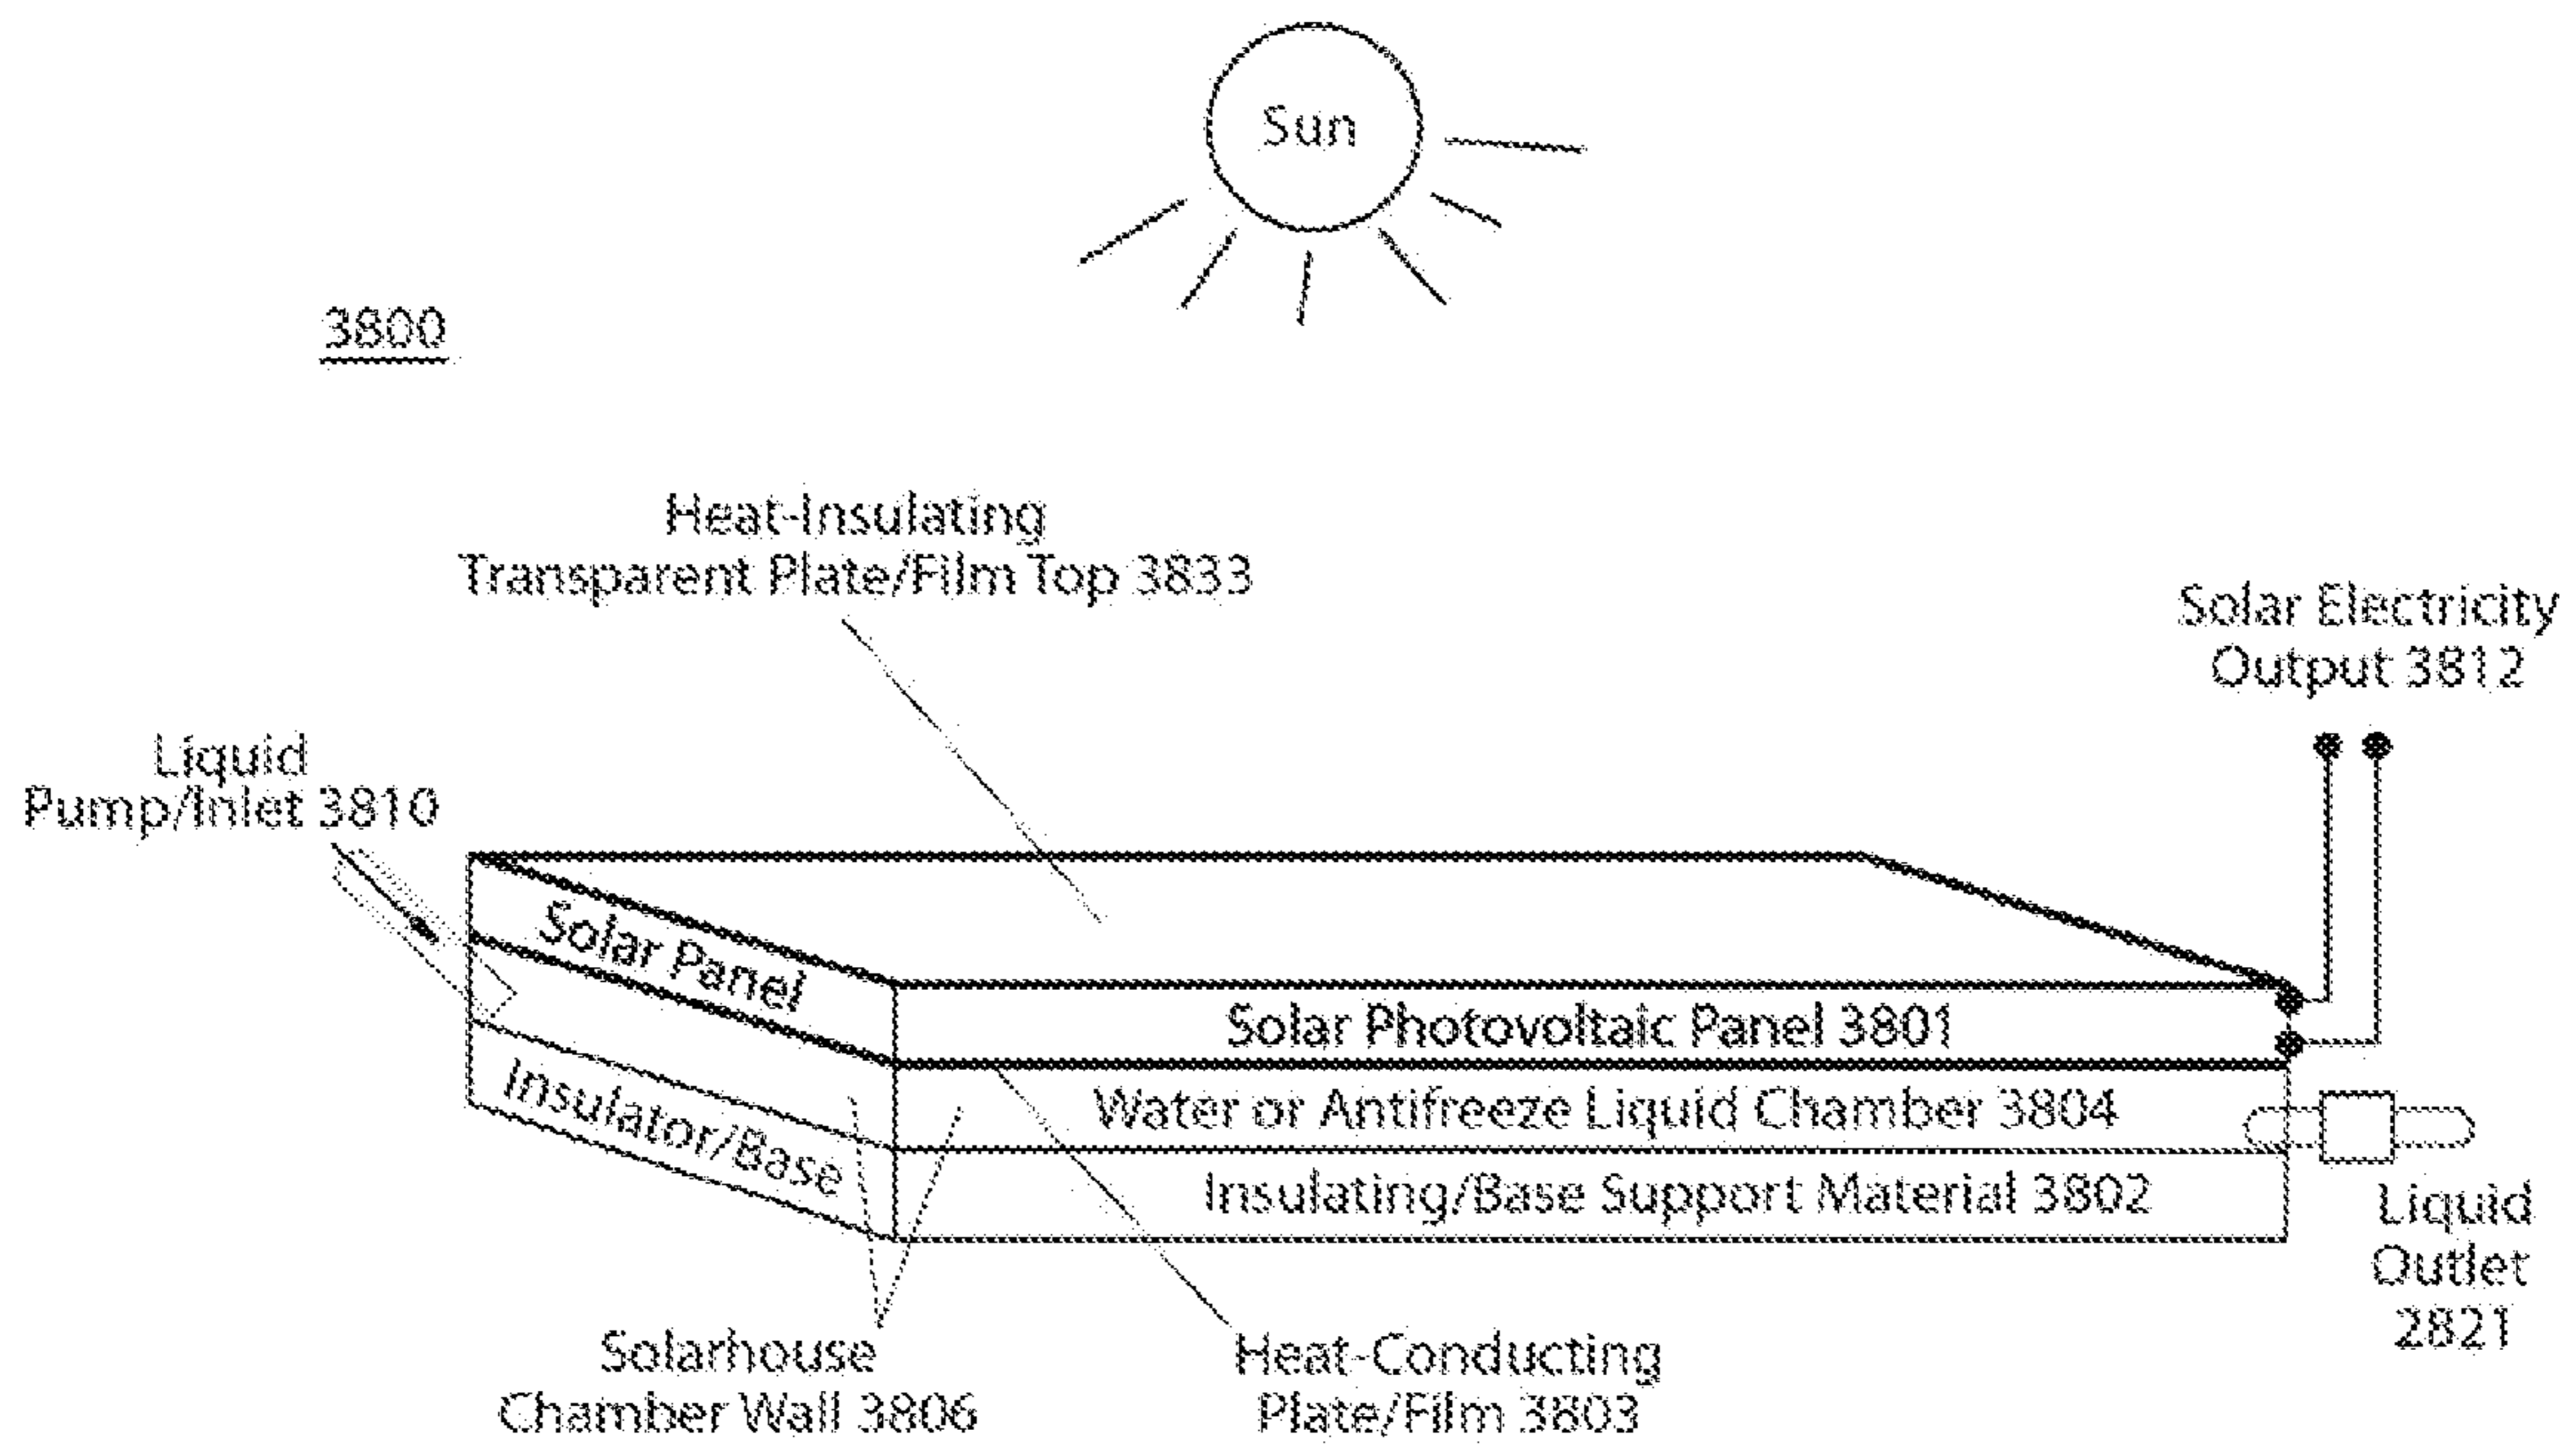 Sun
3800
Heat-Insulating
Transparent Plate/Film Top 3833
Solar Electricity
Output 3812
Liquid
Pump/Inlet 3810
Solar Panel
Solar Photovoltaic Panel 3801
Water or Antifreeze Liquid Chamber 3804
Insulator/Base
Insulating/Base Support Material 3802
Liquid
Outlet
2821
Solarhouse
Chamber Wall 3806
Heat-Conducting
Plate/Film 3803